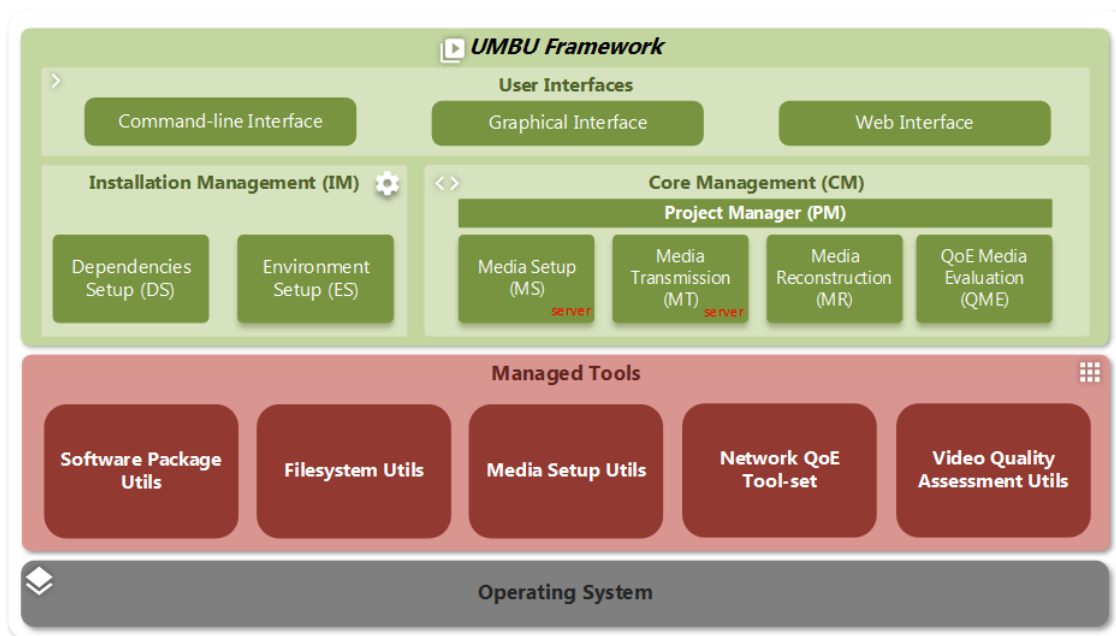 UMBU Framework
User Interfaces
Command-line Interface
Graphical Interface
Web Interface
Installation Management (IM)
Dependencies
Setup (DS)
Environment
Setup (ES)
Core Management (CM)
Project Manager (PM)
Media Setup
(MS)
server
Media
Transmission
(MT)
server
Media
Reconstruction
(MR)
QoE Media
Evaluation
(QME)
Managed Tools
Software Package
Utils
Filesystem Utils
Media Setup Utils
Network QoE
Tool-set
Video Quality
Assessment Utils
Operating System